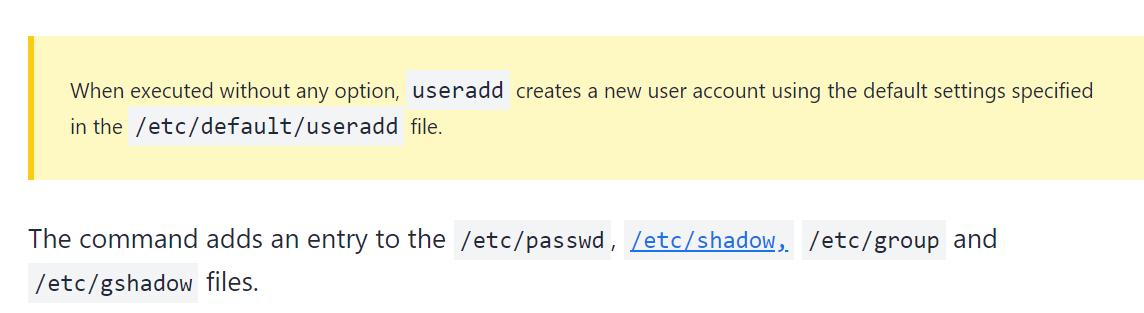 When executed without any option, useradd creates a new user account using the default settings specified
in the /etc/default/useradd file.
The command adds an entry to the /etc/passwd, /etc/shadow, /etc/group and
/etc/gshadow files.